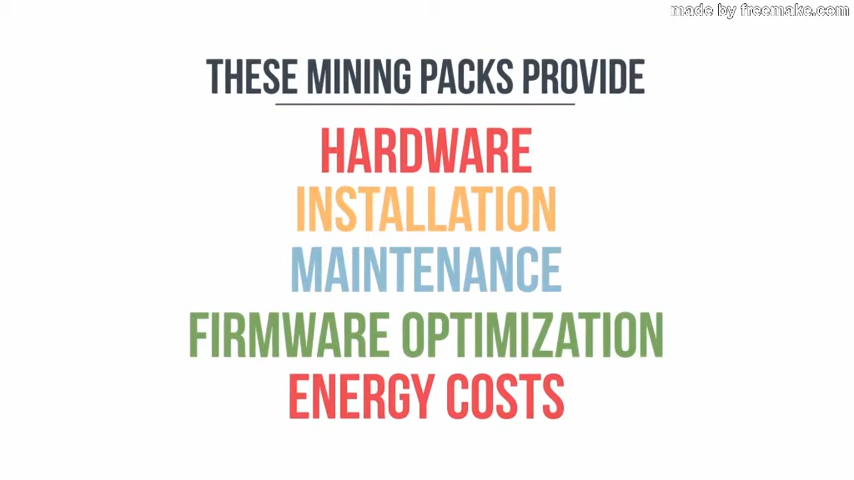 made by freemake.com
THESE MINING PACKS PROVIDE
HARDWARE
INSTALLATION
MAINTENANCE
FIRMWARE OPTIMIZATION
ENERGY COSTS